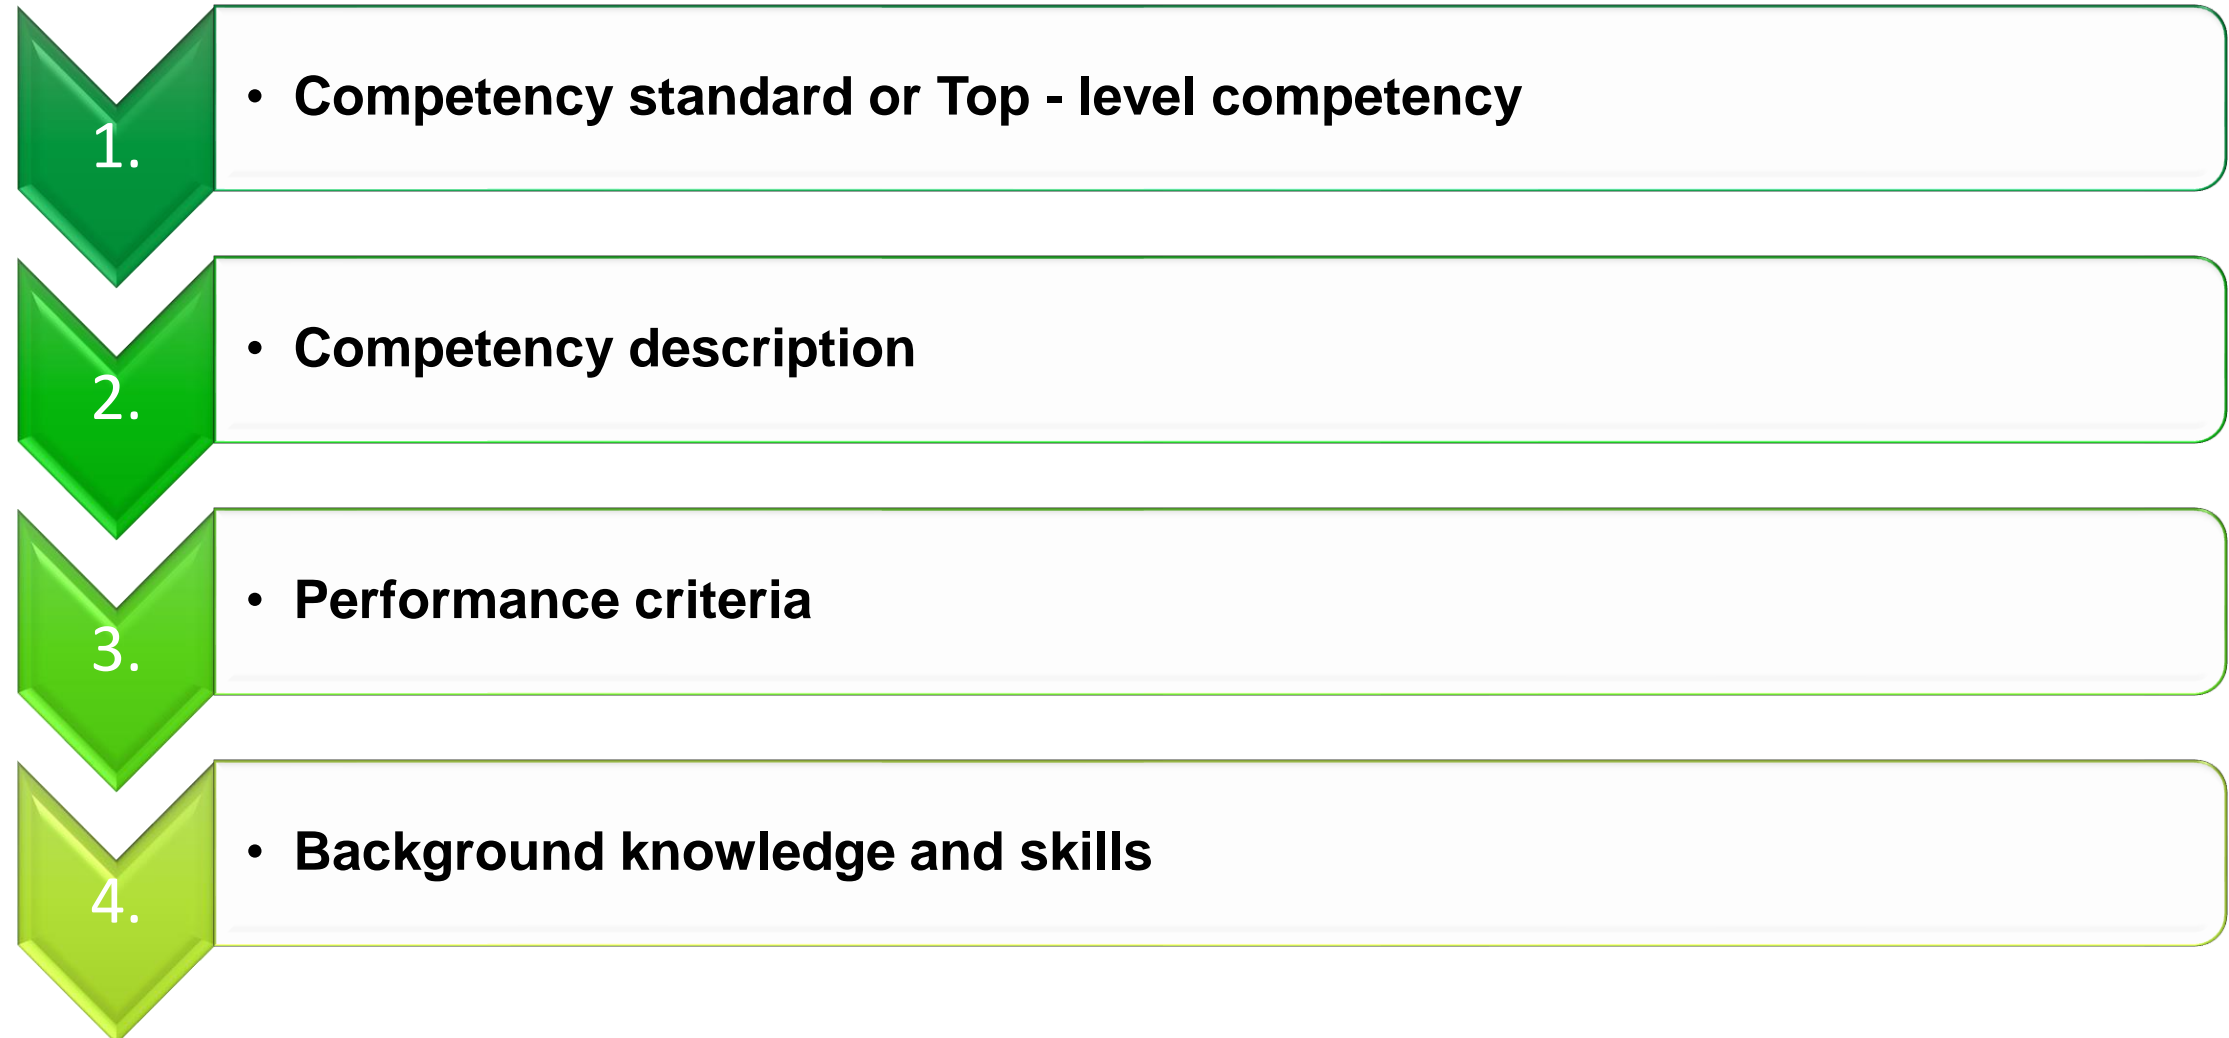 1.
• Competency standard or Top - level competency
2.
• Competency description
3.
• Performance criteria
4.
• Background knowledge and skills